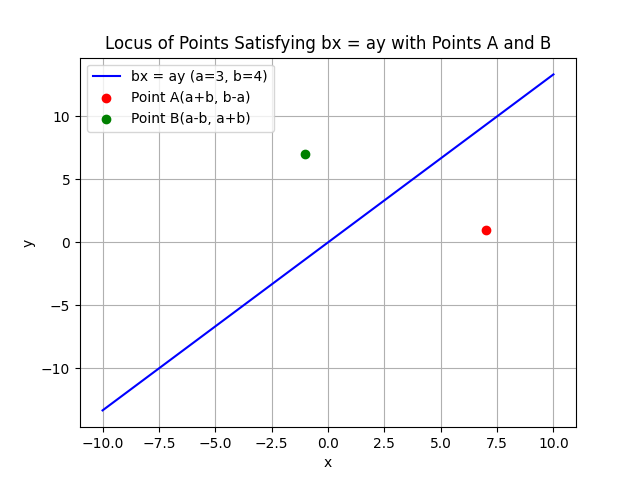 Locus of Points Satisfying bx = ay with Points A and B
bx = ay (a=3, b=4)
Point A(a+b, b-a)
Point B(a-b, a+b)
10
5
0
−5
−10
y
−10.0 −7.5 −5.0 −2.5 0.0 2.5 5.0 7.5 10.0
x